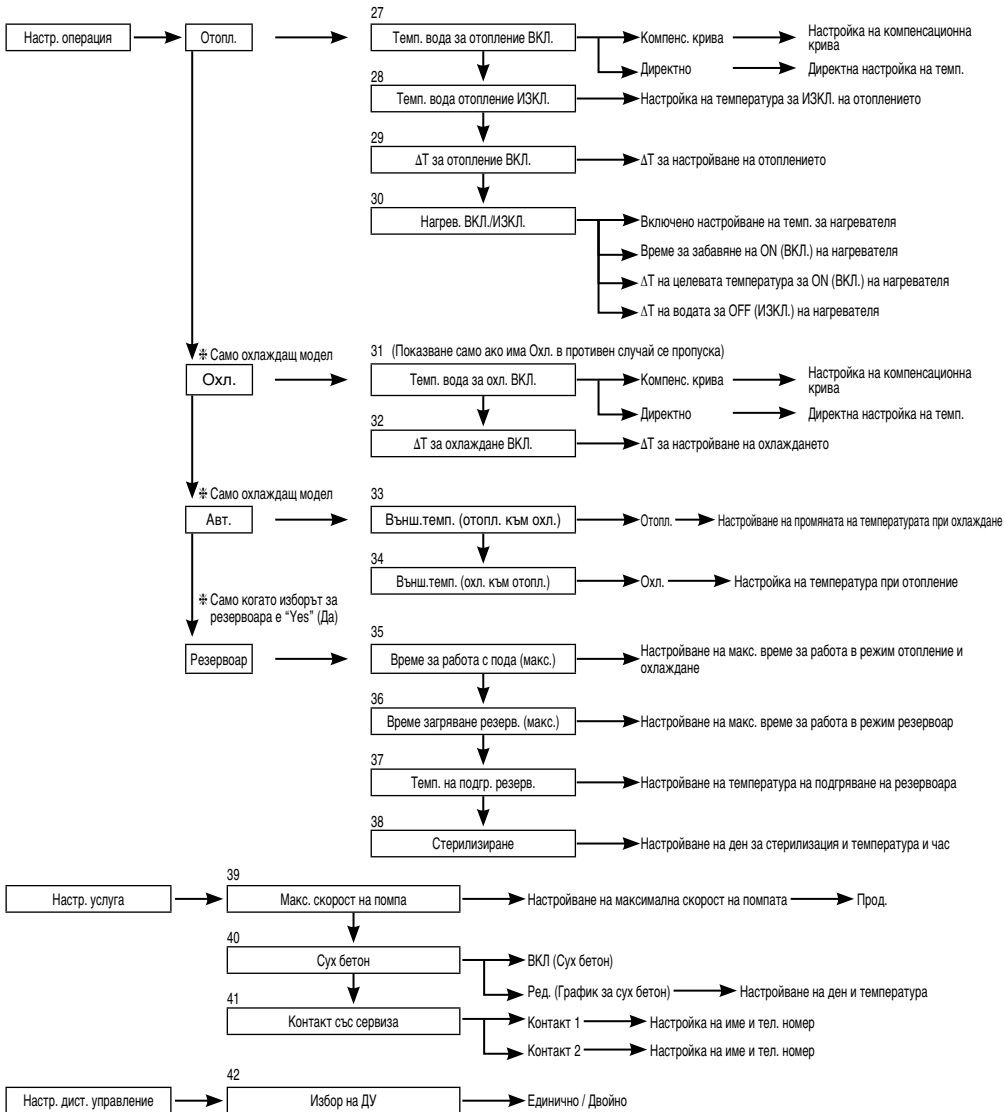 27
Настр. операция
Отопл.
Темп. вода за отопление ВКЛ.
Компенс. крива
Настройка на компенсационна
крива
Директно
Директна настройка на темп.
28
Темп. вода отопление ИЗКЛ.
Настройка на температура за ИЗКЛ. на отоплението
29
ΔT за отопление ВКЛ.
ΔT за настройване на отоплението
30
Нагрев. ВКЛ./ИЗКЛ.
Включено настройване на темп. за нагревателя
Време за забавяне на ON (ВКЛ.) на нагревателя
ΔT на целевата температура за ON (ВКЛ.) на нагревателя
ΔT на водата за OFF (ИЗКЛ.) на нагревателя
❉ Само охлаждащ модел
31 (Показване само ако има Охл. в противен случай се пропуска)
Охл.
Темп. вода за охл. ВКЛ.
Компенс. крива
Настройка на компенсационна
крива
Директно
Директна настройка на темп.
32
ΔT за охлаждане ВКЛ.
ΔT за настройване на охлаждането
❉ Само охлаждащ модел
33
Авт.
Външ.темп. (отопл. към охл.)
Отопл.
Настройване на промяната на температурата при охлаждане
34
Външ.темп. (охл. към отопл.)
Охл.
Настройка на температура при отопление
❉ Само когато изборът за
резервоара е “Yes” (Да)
35
Резервоар
Време за работа с пода (макс.)
Настройване на макс. време за работа в режим отопление и
охлаждане
36
Време загряване резерв. (макс.)
Настройване на макс. време за работа в режим резервоар
37
Темп. на подгр. резерв.
Настройване на температура на подгряване на резервоара
38
Стерилизиране
Настройване на ден за стерилизация и температура и час
39
Настр. услуга
Макс. скорост на помпа
Настройване на максимална скорост на помпата
Прод.
40
Сух бетон
ВКЛ (Сух бетон)
Ред. (График за сух бетон)
Настройване на ден и температура
41
Контакт със сервиза
Контакт 1
Настройка на име и тел. номер
Контакт 2
Настройка на име и тел. номер
42
Настр. дист. управление
Избор на ДУ
Единично / Двойно